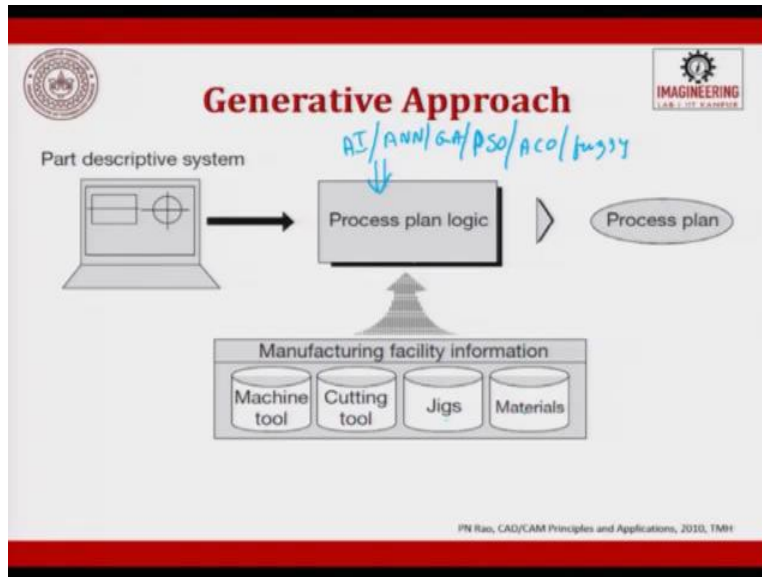 IMAGINEERING
LAB-I, IIT KANPUR
Generative Approach
AI/ANN/GA/PSO/ACO/fuzzy
Part descriptive system
Process plan logic
Process plan
Manufacturing facility information
Machine tool
Cutting tool
Jigs
Materials
PN Rao, CAD/CAM Principles and Applications, 2010, TMH